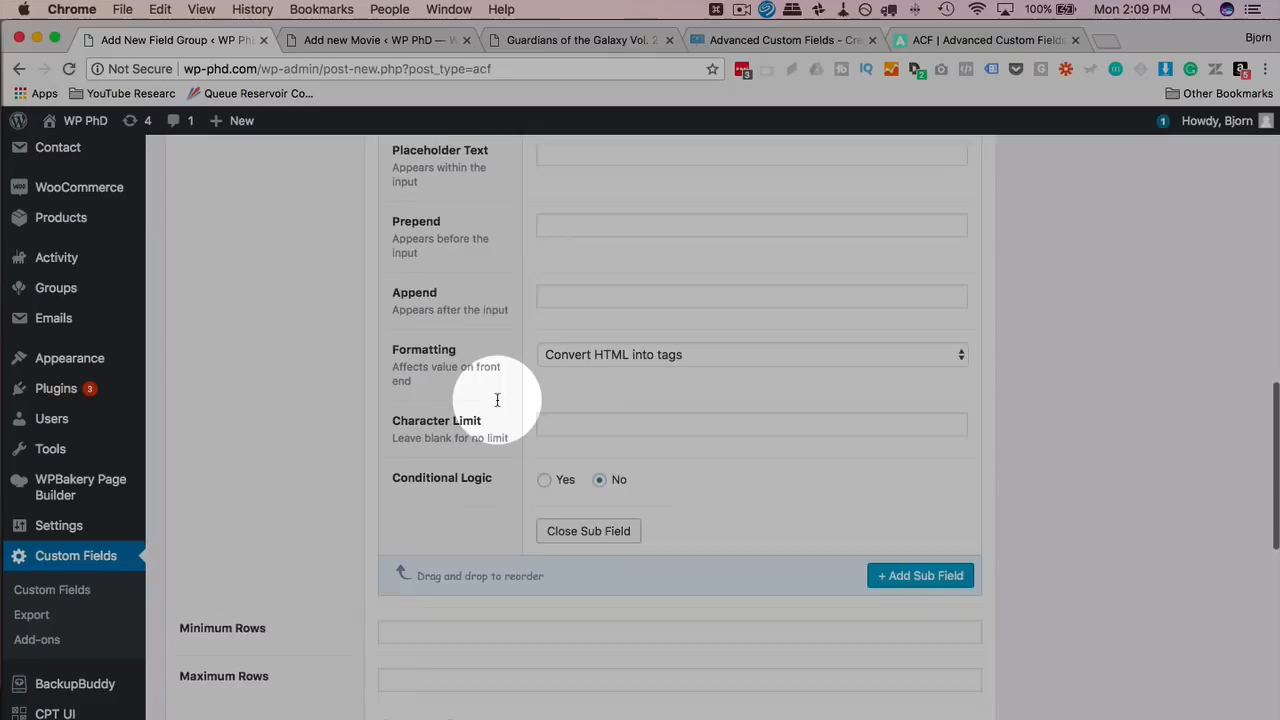 Chrome File Edit View History Bookmarks People Window Help 100% Mon 2:09 PM
Add New Field Group ‹ WP PhD Add new Movie ‹ WP PhD — W Guardians of the Galaxy Vol. 2 Advanced Custom Fields - Cre ACF | Advanced Custom Fields Bjorn
Not Secure wp-phd.com/wp-admin/post-new.php?post_type=acf
Apps YouTube Researc Queue Reservoir Co... Other Bookmarks
WP PhD 4 1 New 1 Howdy, Bjorn
Contact
WooCommerce
Products
Activity
Groups
Emails
Appearance
Plugins 3
Users
Tools
WPBakery Page
Builder
Settings
Custom Fields
Custom Fields
Export
Add-ons
BackupBuddy
CPT UI
Placeholder Text
Appears within the
input
Prepend
Appears before the
input
Append
Appears after the input
Formatting
Affects value on front
end
Convert HTML into tags
Character Limit
Leave blank for no limit
Conditional Logic
Yes No
Close Sub Field
Drag and drop to reorder
+ Add Sub Field
Minimum Rows
Maximum Rows